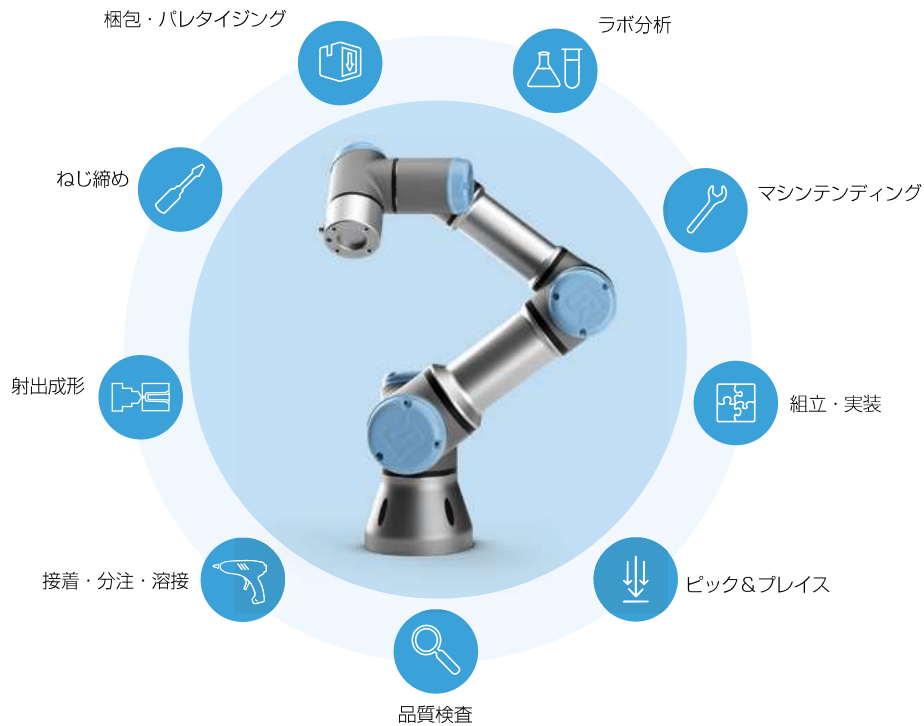 梱包・パレタイジング
ラボ分析
ねじ締め
マシンテンディング
射出成形
組立・実装
接着・分注・溶接
ピック&プレイス
品質検査